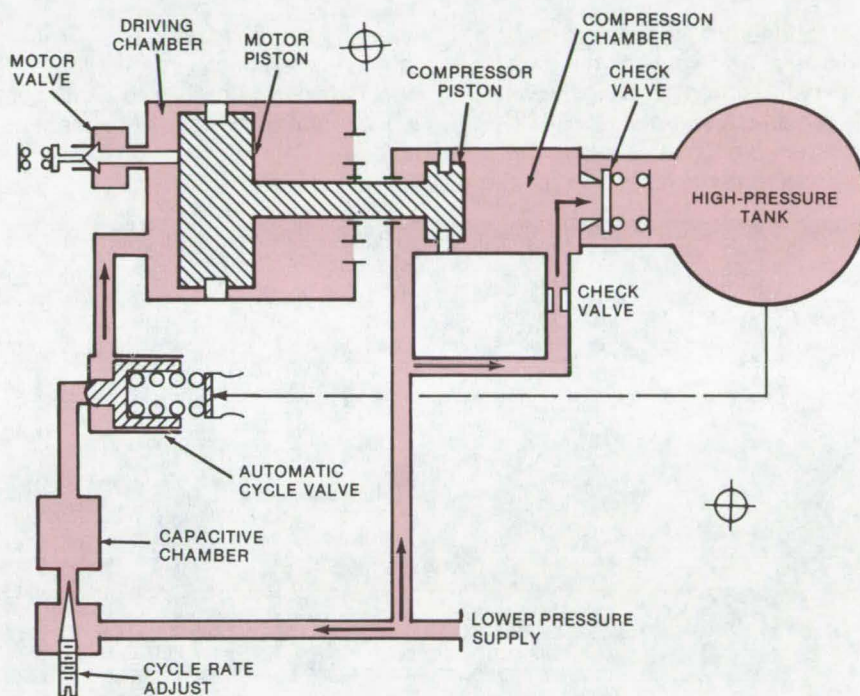 DRIVING
CHAMBER
MOTOR
VALVE
MOTOR
PISTON
COMPRESSION
CHAMBER
COMPRESSOR
PISTON
CHECK
VALVE
HIGH-PRESSURE
TANK
CHECK
VALVE
AUTOMATIC
CYCLE VALVE
CAPACITIVE
CHAMBER
LOWER PRESSURE
SUPPLY
CYCLE RATE
ADJUST